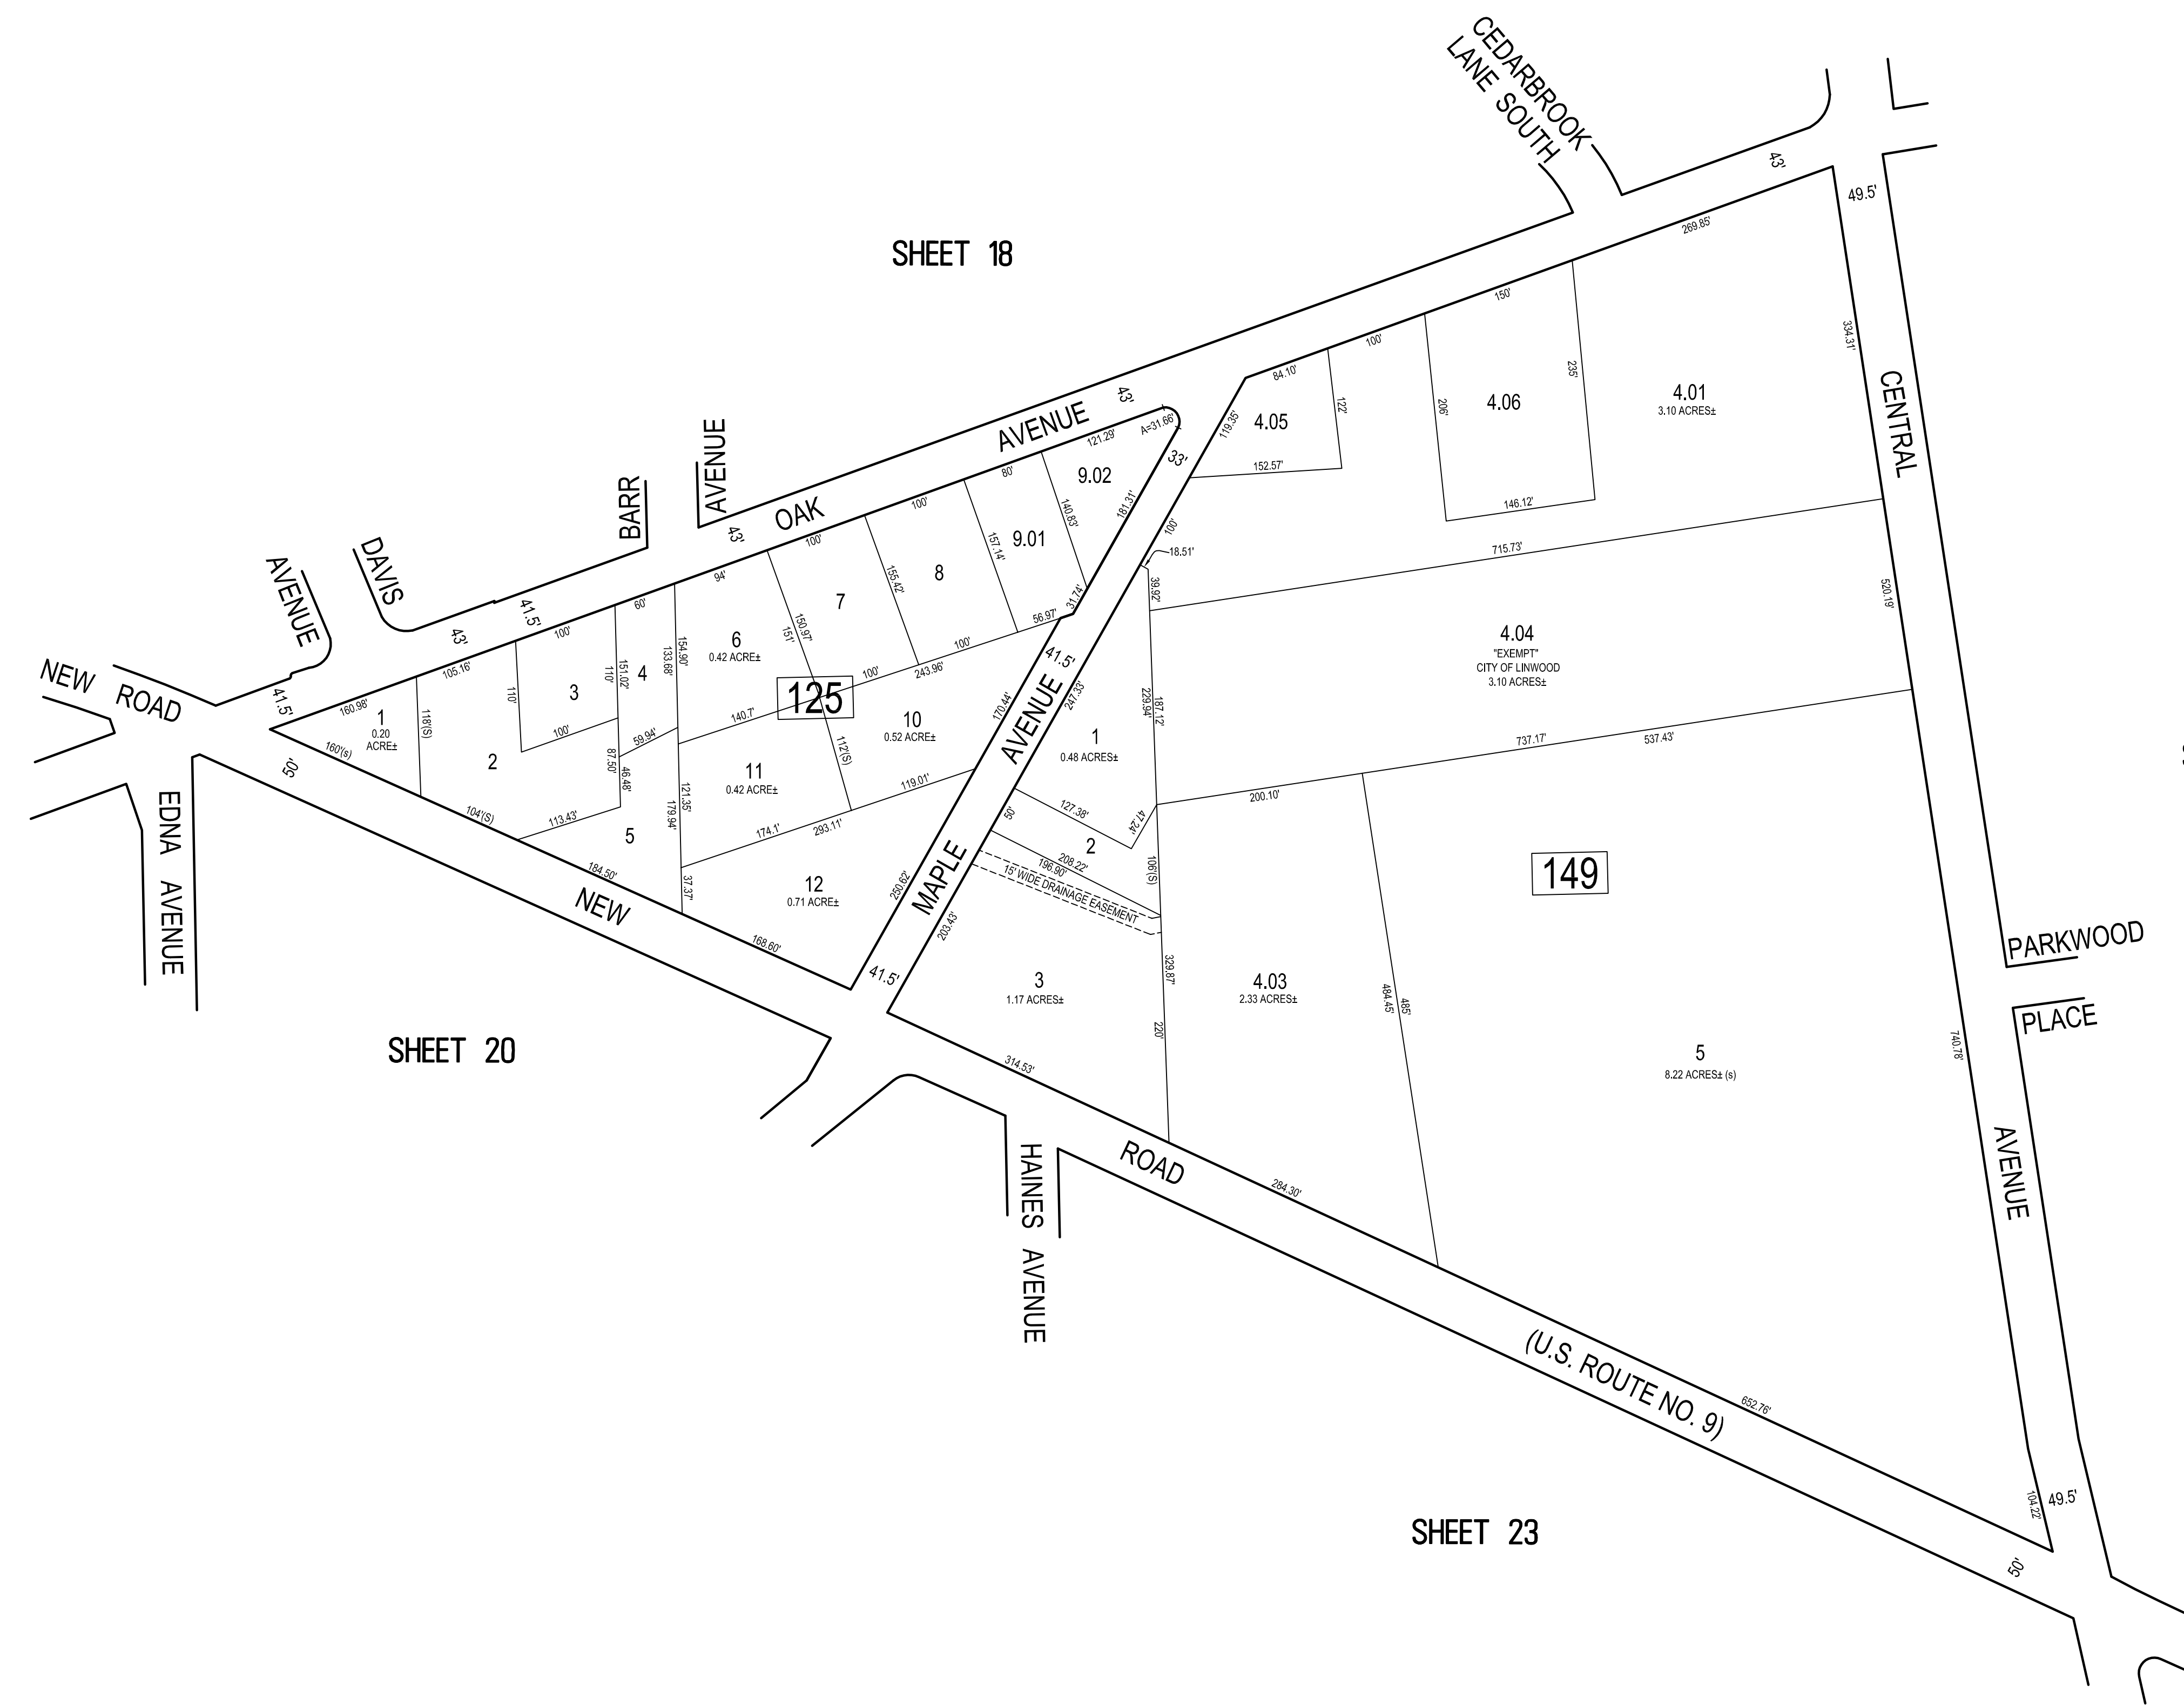 CEDARBROOK
LANE SOUTH
43'
49.5'
SHEET 18
269.85'
150'
100'
84.10'
334.31'
CENTRAL
235'
206'
122'
4.01
3.10 ACRES±
4.06
4.05
119.35'
152.57'
146.12'
43'
AVENUE
121.29'
A=31.66'
33'
9.02
80'
140.83'
181.31'
100'
18.51'
39.92'
715.73'
520.19'
AVENUE
BARR
OAK
43'
100'
100'
157.14'
9.01
155.42'
8
7
31.74'
56.97'
DAVIS
AVENUE
43'
41.5'
94'
60'
100'
105.16'
150.97'
151'
6
0.42 ACRE±
154.90'
133.68'
151.02'
110'
4
3
110'
100'
59.94'
100'
100'
243.96'
125
140.7'
NEW ROAD
41.5'
160.98'
1
0.20
ACRE±
118'(S)
160'(s)
50'
2
87.50'
46.48'
104'(S)
113.43'
5
184.50'
10
0.52 ACRE±
112'(S)
11
0.42 ACRE±
121.35'
179.94'
119.01'
174.1'
293.11'
12
0.71 ACRE±
37.37'
168.60'
170.44'
250.62'
41.5'
247.33'
MAPLE AVENUE
203.43'
41.5'
229.94'
187.12'
1
0.48 ACRES±
127.38'
47.24'
50'
2
208.22'
196.90'
15' WIDE DRAINAGE EASEMENT
106'(S)
4.04
"EXEMPT"
CITY OF LINWOOD
3.10 ACRES±
737.17'
537.43'
200.10'
149
PARKWOOD
PLACE
3
1.17 ACRES±
329.87'
220'
4.03
2.33 ACRES±
484.45'
485'
740.78'
5
8.22 ACRES± (s)
EDNA AVENUE
NEW
SHEET 20
314.53'
ROAD
284.30'
HAINES AVENUE
AVENUE
(U.S. ROUTE NO. 9)
652.76'
104.22'
49.5'
50'
SHEET 23